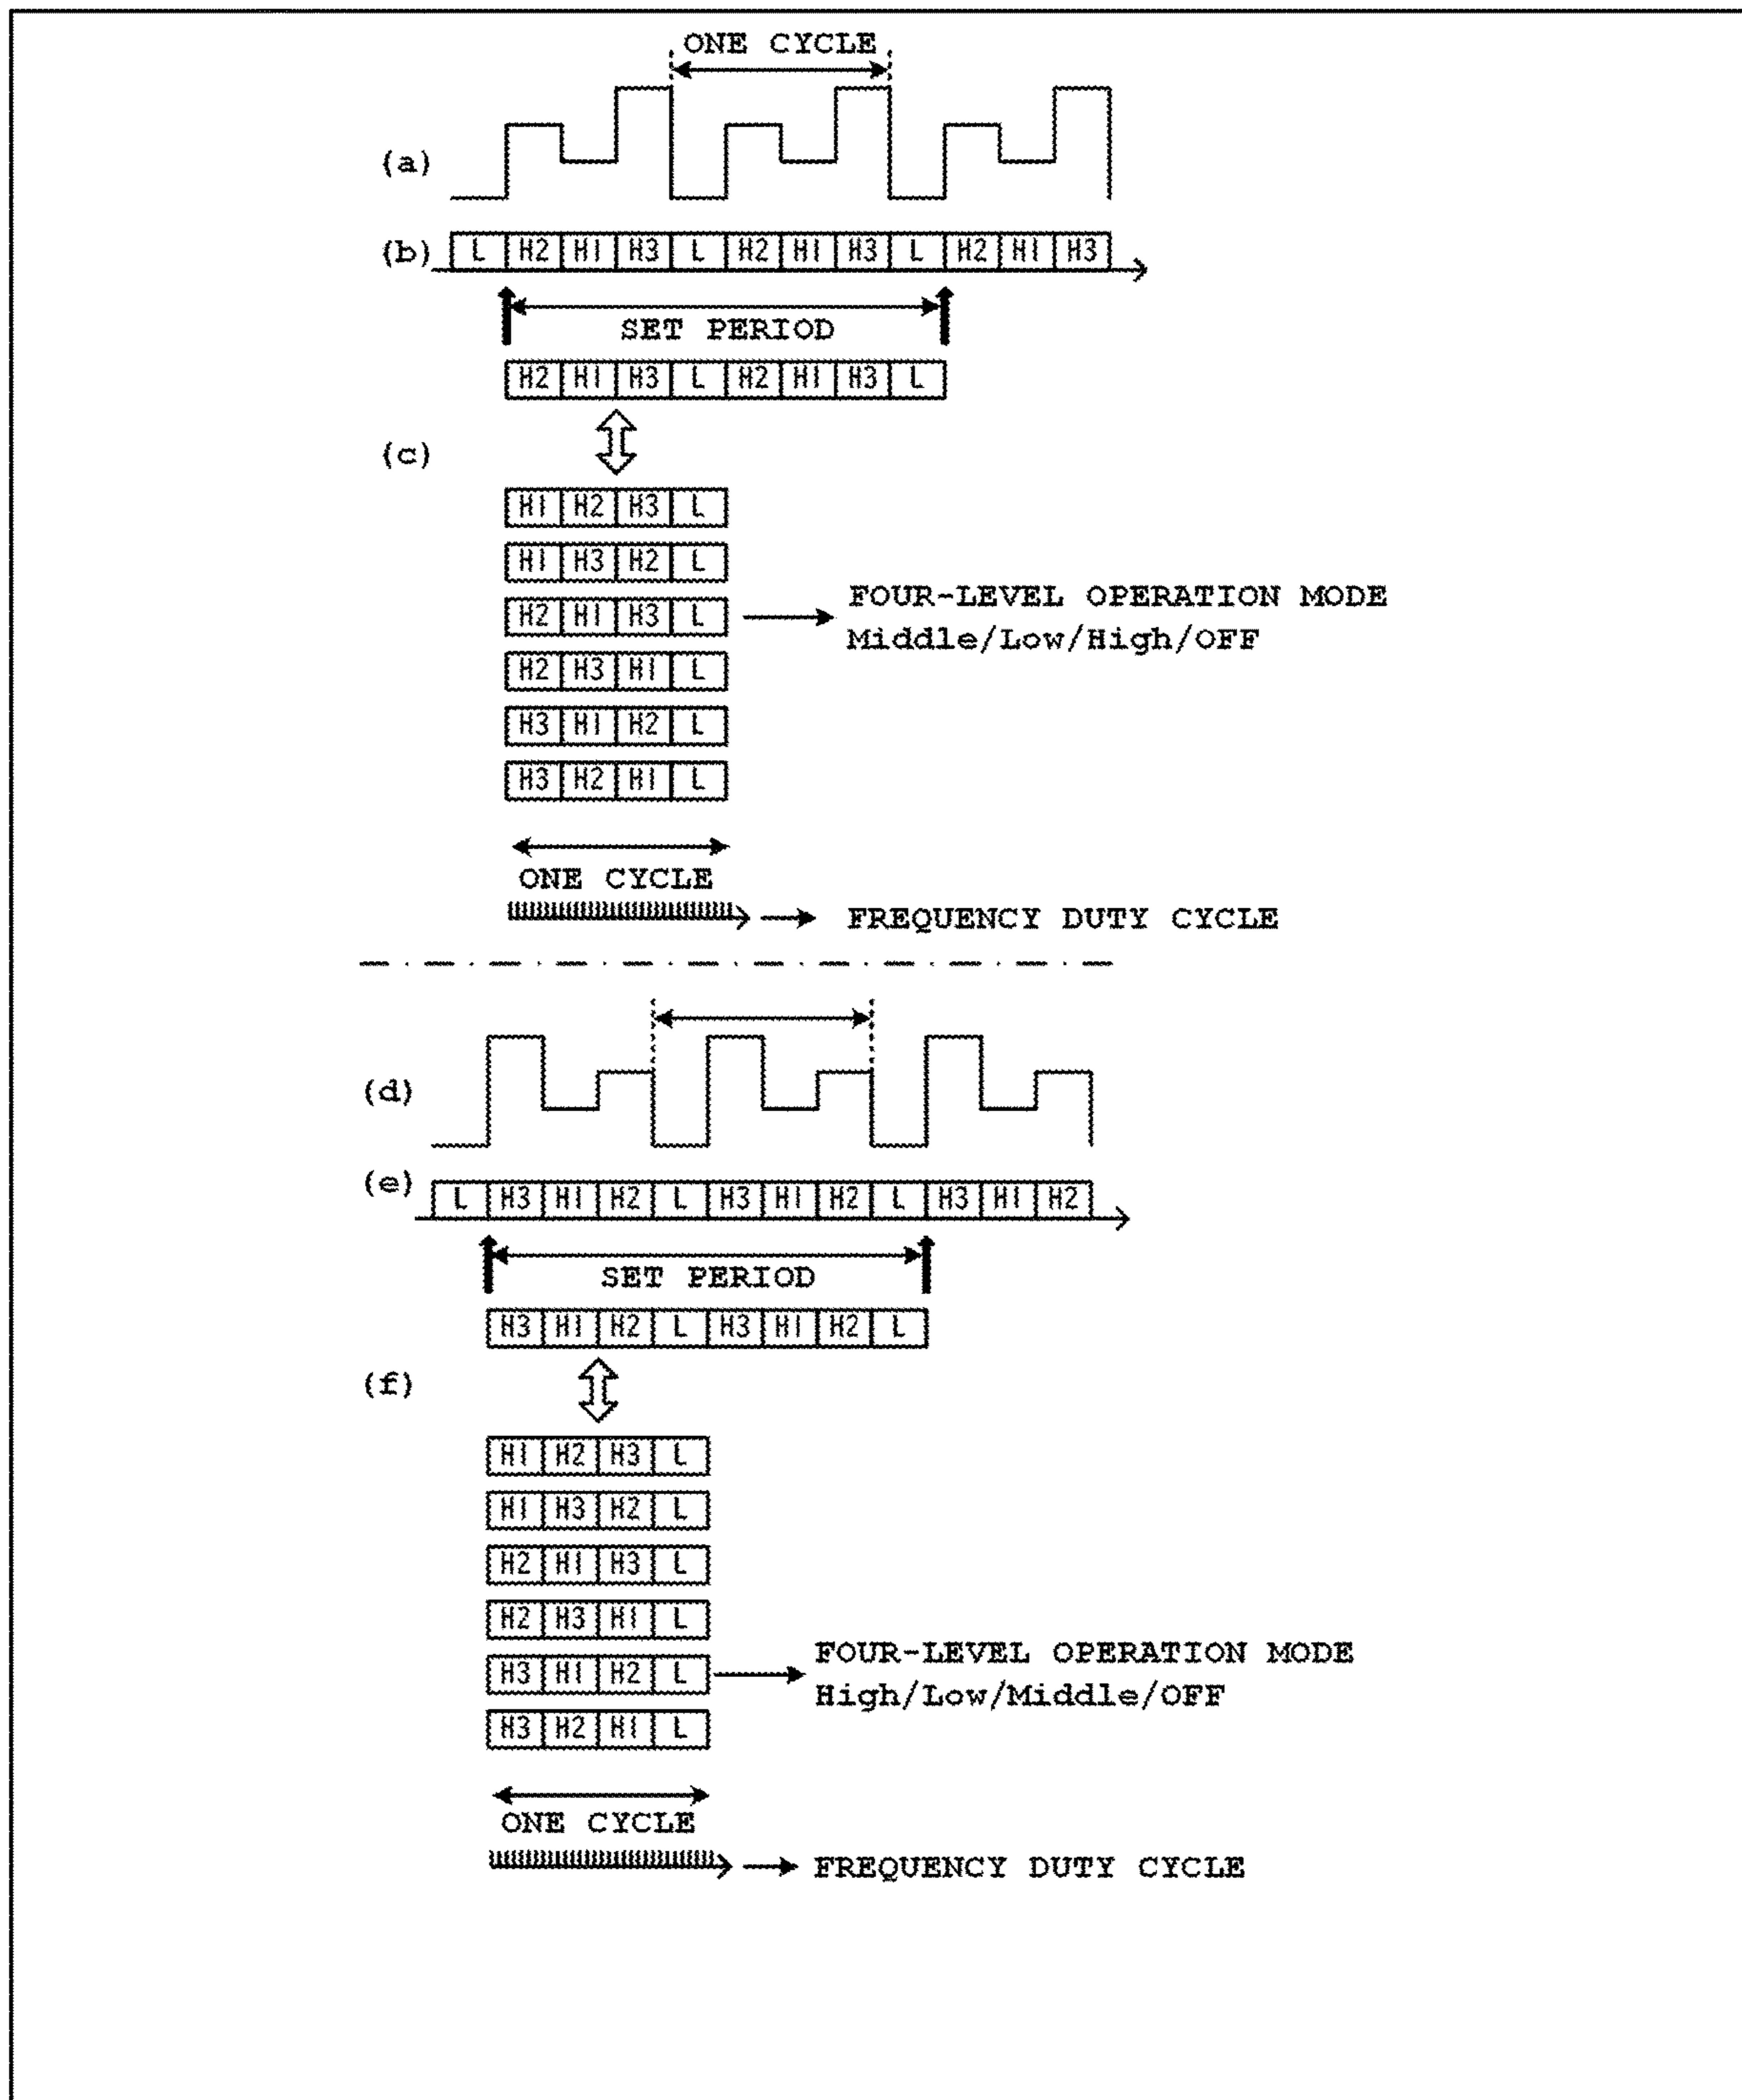 ONE CYCLE
(a)
(b) L H2 H1 H3 L H2 H1 H3 L H2 H1 H3
SET PERIOD
H2 H1 H3 L H2 H1 H3 L
(c)
H1 H2 H3 L
H1 H3 H2 L
H2 H1 H3 L
FOUR-LEVEL OPERATION MODE
Middle/Low/High/OFF
H2 H3 H1 L
H3 H1 H2 L
H3 H2 H1 L
ONE CYCLE
FREQUENCY DUTY CYCLE
(d)
(e) L H3 H1 H2 L H3 H1 H2 L H3 H1 H2
SET PERIOD
H3 H1 H2 L H3 H1 H2 L
(f)
H1 H2 H3 L
H1 H3 H2 L
H2 H1 H3 L
H2 H3 H1 L
H3 H1 H2 L
FOUR-LEVEL OPERATION MODE
High/Low/Middle/OFF
H3 H2 H1 L
ONE CYCLE
FREQUENCY DUTY CYCLE